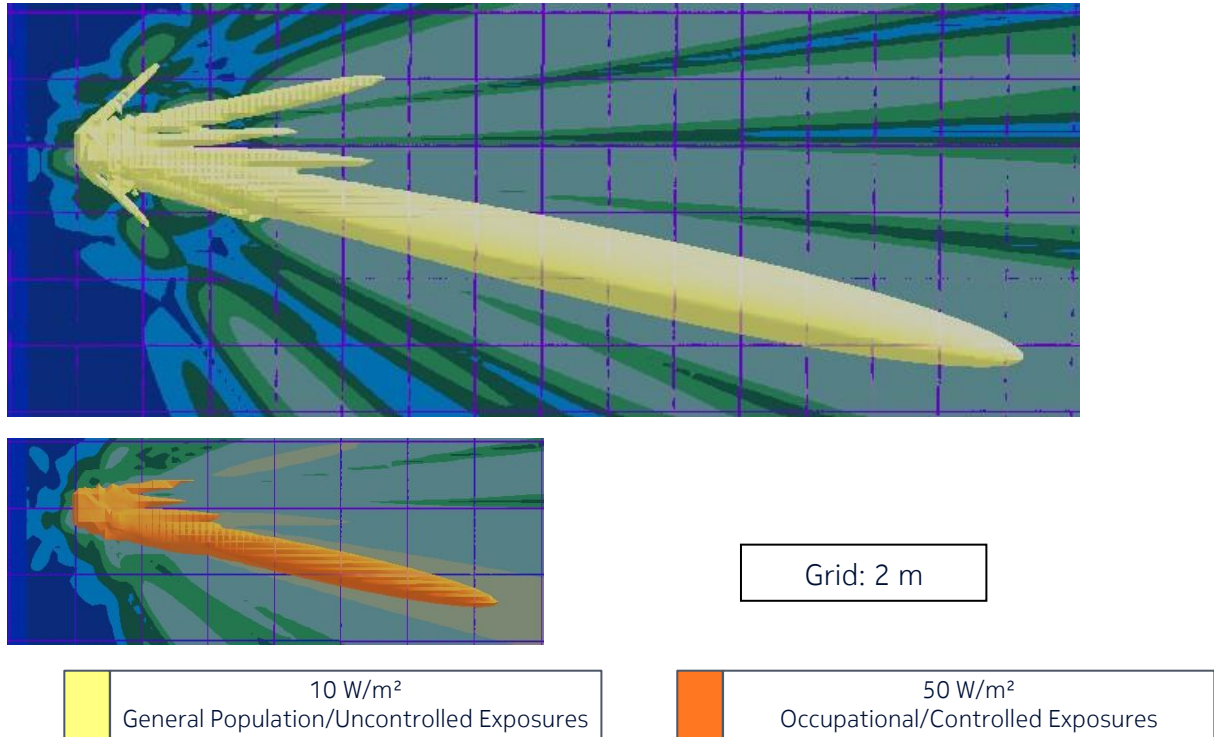 Grid: 2 m
10 W/m²
General Population/Uncontrolled Exposures
50 W/m²
Occupational/Controlled Exposures